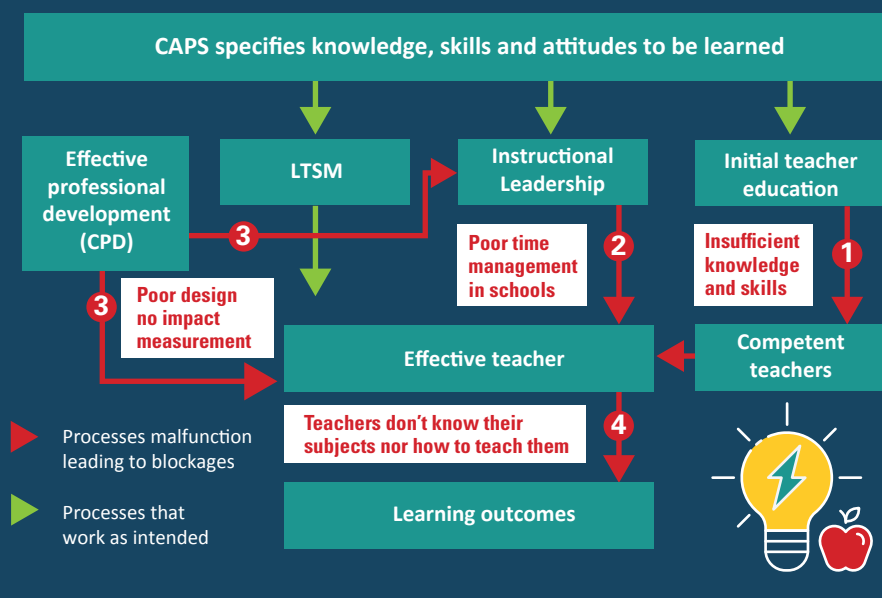 CAPS specifies knowledge, skills and attitudes to be learned
Effective
professional
development
(CPD)
LTSM
Instructional
Leadership
Initial teacher
education
3
Poor time
management
in schools
2
Insufficient
knowledge
and skills
1
3
Poor design
no impact
measurement
Effective teacher
Competent
teachers
Teachers don't know their
subjects nor how to teach them
4
Processes malfunction
leading to blockages
Processes that
work as intended
Learning outcomes